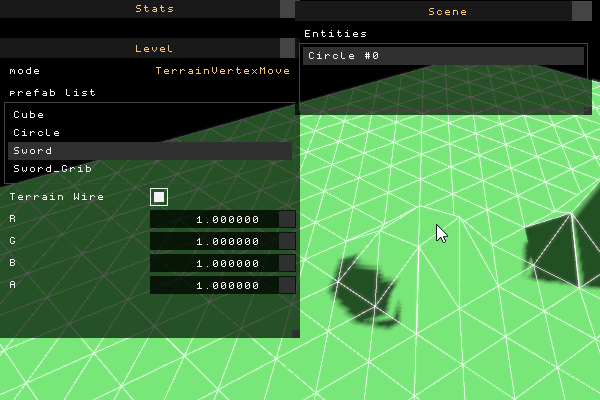 Stats
Level
mode TerrainVertexMove
prefab list
Cube
Circle
Sword
Sword_Grib
Terrain Wire
R 1.000000
G 1.000000
B 1.000000
A 1.000000
Scene
Entities
Circle #0